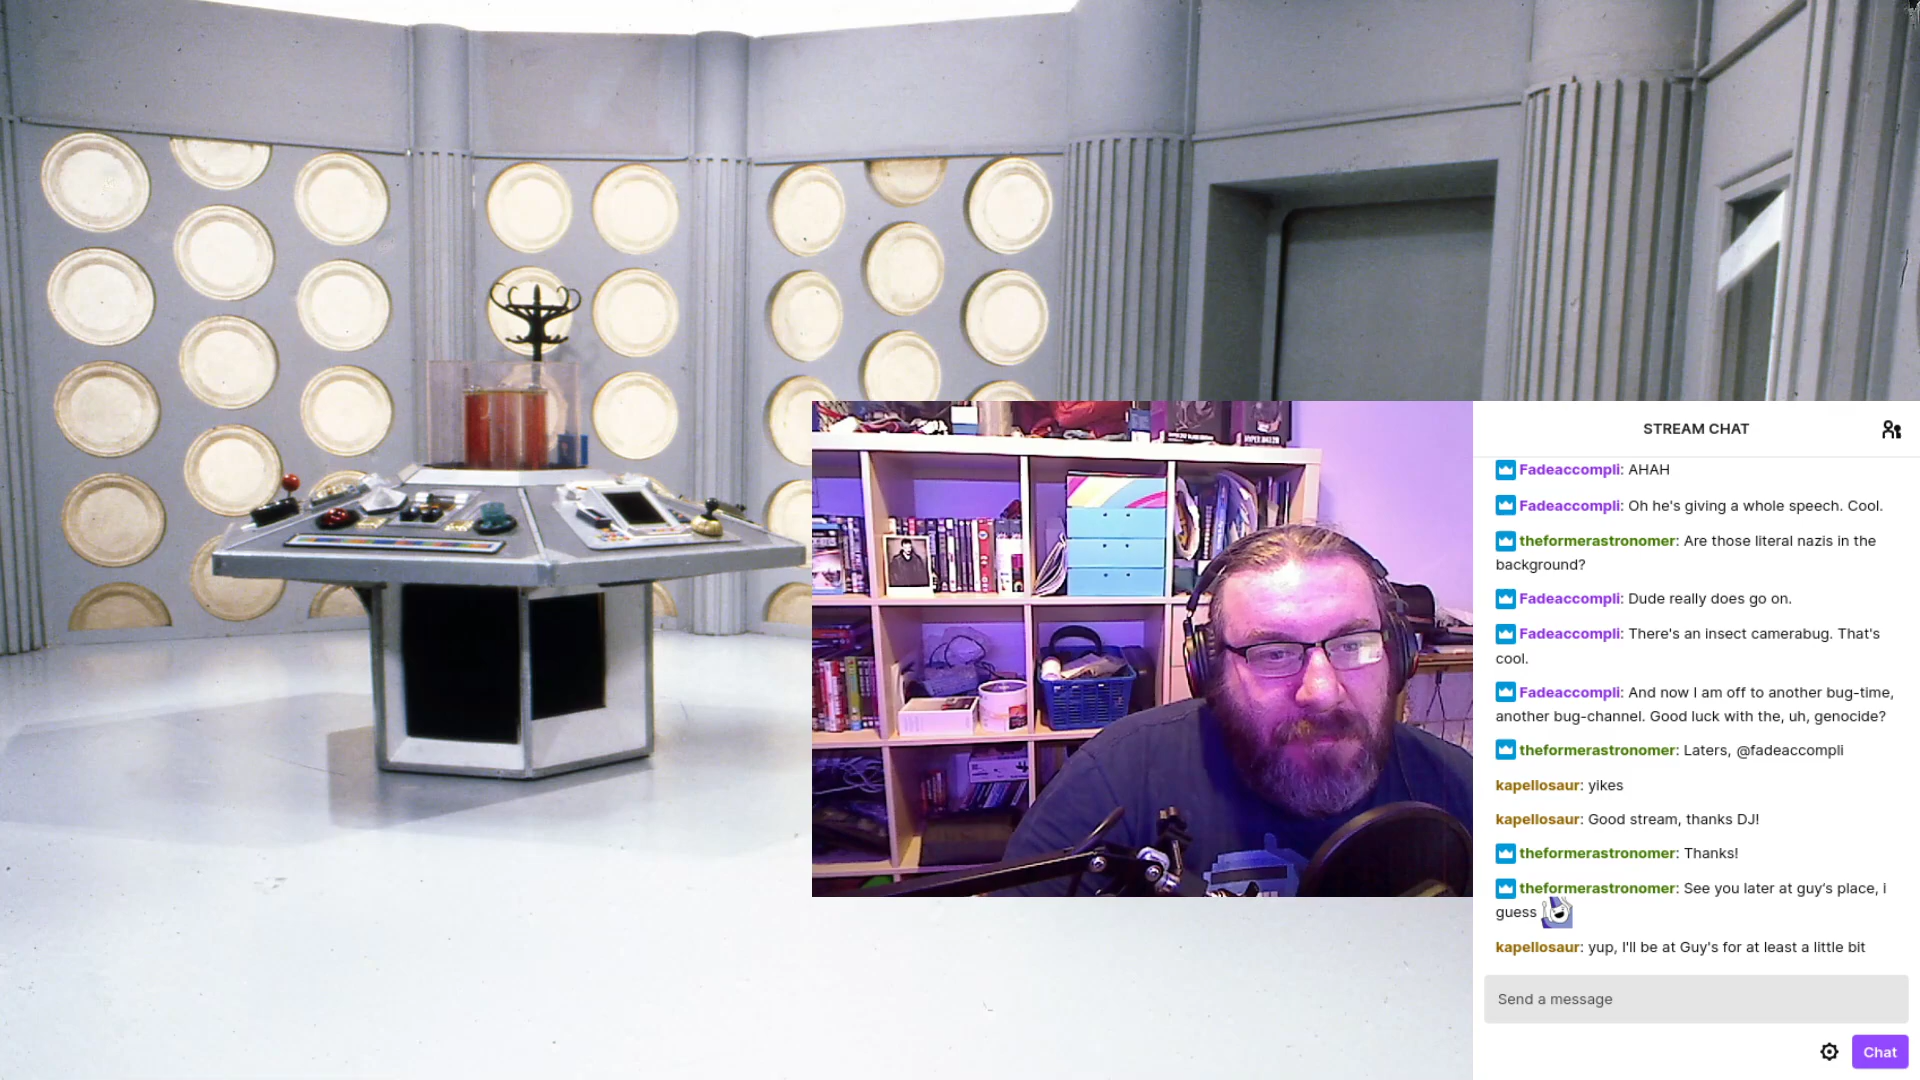 STREAM CHAT
Fadeaccompli: AHAH
Fadeaccompli: Oh he's giving a whole speech. Cool.
theformerastronomer: Are those literal nazis in the
background?
Fadeaccompli: Dude really does go on.
Fadeaccompli: There's an insect camerabug. That's
cool.
Fadeaccompli: And now I am off to another bug-time,
another bug-channel. Good luck with the, uh, genocide?
theformerastronomer: Laters, @fadeaccompli
kapellosaur: yikes
kapellosaur: Good stream, thanks DJ!
theformerastronomer: Thanks!
theformerastronomer: See you later at guy’s place, i
guess
kapellosaur: yup, I'll be at Guy's for at least a little bit
Send a message
Chat